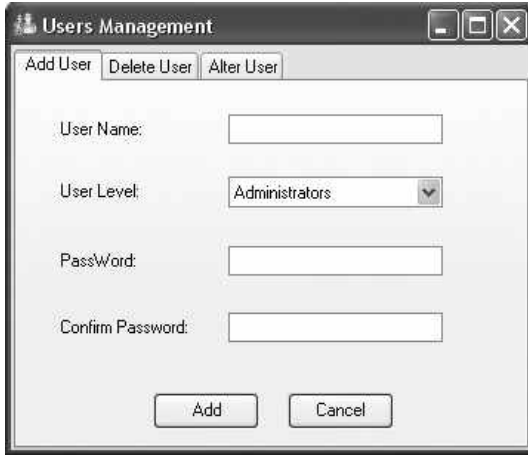 Users Management
Add User Delete User Alter User
User Name:
User Level: Administrators
PassWord:
Confirm Password:
Add Cancel